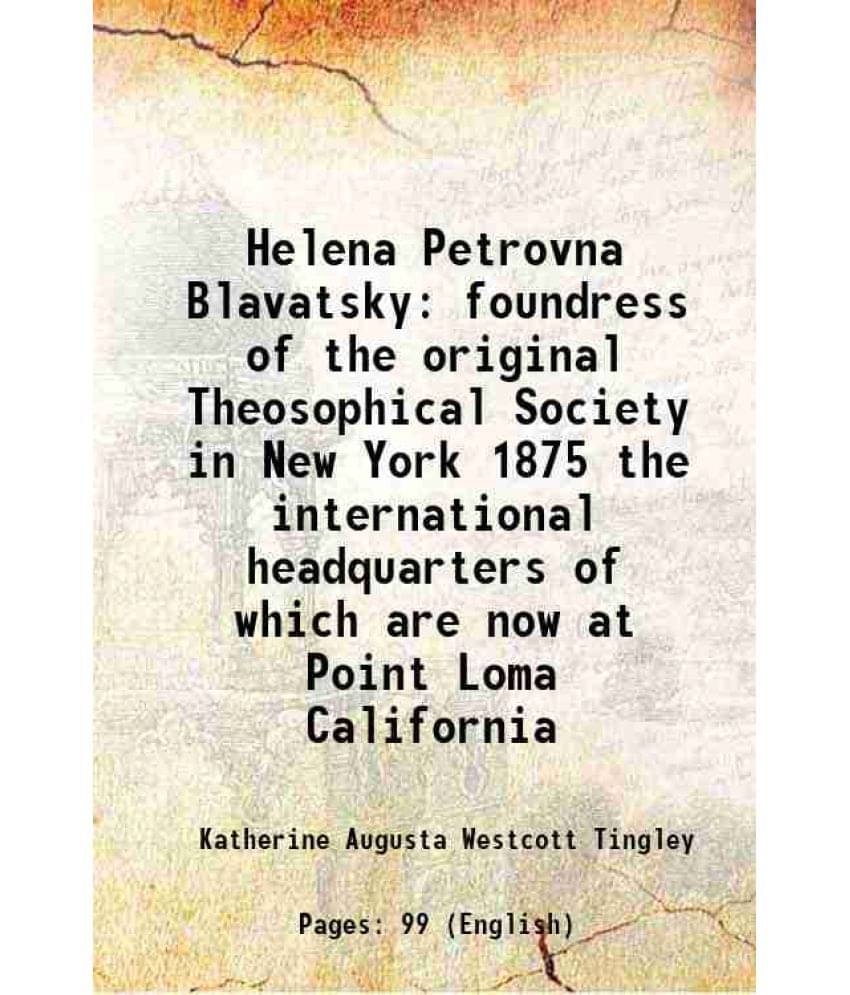 Helena Petrovna
Blavatsky: foundress
of the original
Theosophical Society
in New York 1875 the
international
headquarters of
which are now at
Point Loma
California
Katherine Augusta Westcott Tingley
Pages: 99 (English)